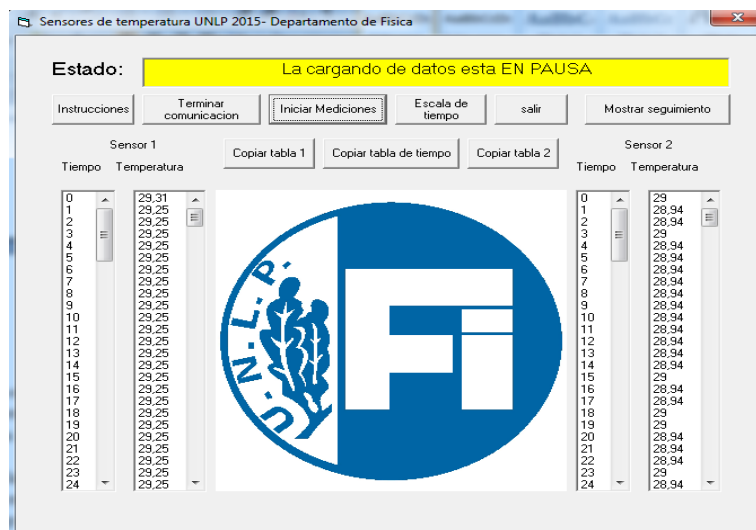 Sensores de temperatura UNLP 2015- Departamento de Fisica
Estado: La cargando de datos esta EN PAUSA
Instrucciones Terminar comunicacion Iniciar Mediciones Escala de tiempo salir Mostrar seguimiento
Sensor 1 Copiar tabla 1 Copiar tabla de tiempo Copiar tabla 2 Sensor 2
Tiempo Temperatura Tiempo Temperatura
0 29,31 0 29
1 29,25 1 28,94
2 29,25 2 28,94
3 29,25 3 29
4 29,25 4 28,94
5 29,25 5 28,94
6 29,25 6 28,94
7 29,25 7 28,94
8 29,25 8 28,94
9 29,25 9 28,94
10 29,25 10 28,94
11 29,25 11 28,94
12 29,25 12 28,94
13 29,25 13 28,94
14 29,25 14 28,94
15 29,25 15 29
16 29,25 16 28,94
17 29,25 17 28,94
18 29,25 18 29
19 29,25 19 29
20 29,25 20 28,94
21 29,25 21 28,94
22 29,25 22 28,94
23 29,25 23 29
24 29,25 24 28,94
U.N.L.P.
Fi